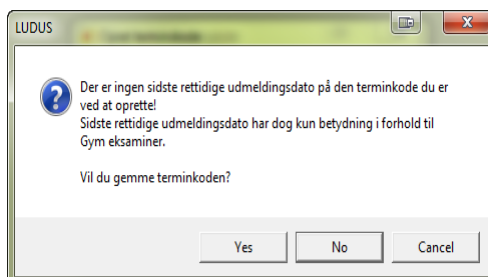 LUDUS
Der er ingen sidste rettidige udmeldingsdato på den terminkode du er
ved at oprette!
Sidste rettidige udmeldingsdato har dog kun betydning i forhold til
Gym eksaminer.
Vil du gemme terminkoden?
Yes
No
Cancel